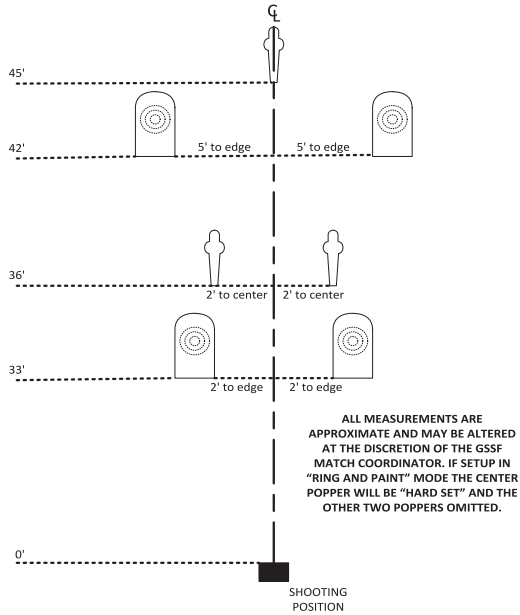 ℄
45'
42'
5' to edge 5' to edge
36'
2' to center 2' to center
33'
2' to edge 2' to edge
ALL MEASUREMENTS ARE
APPROXIMATE AND MAY BE ALTERED
AT THE DISCRETION OF THE GSSF
MATCH COORDINATOR. IF SETUP IN
“RING AND PAINT” MODE THE CENTER
POPPER WILL BE “HARD SET” AND THE
OTHER TWO POPPERS OMITTED.
0'
SHOOTING
POSITION